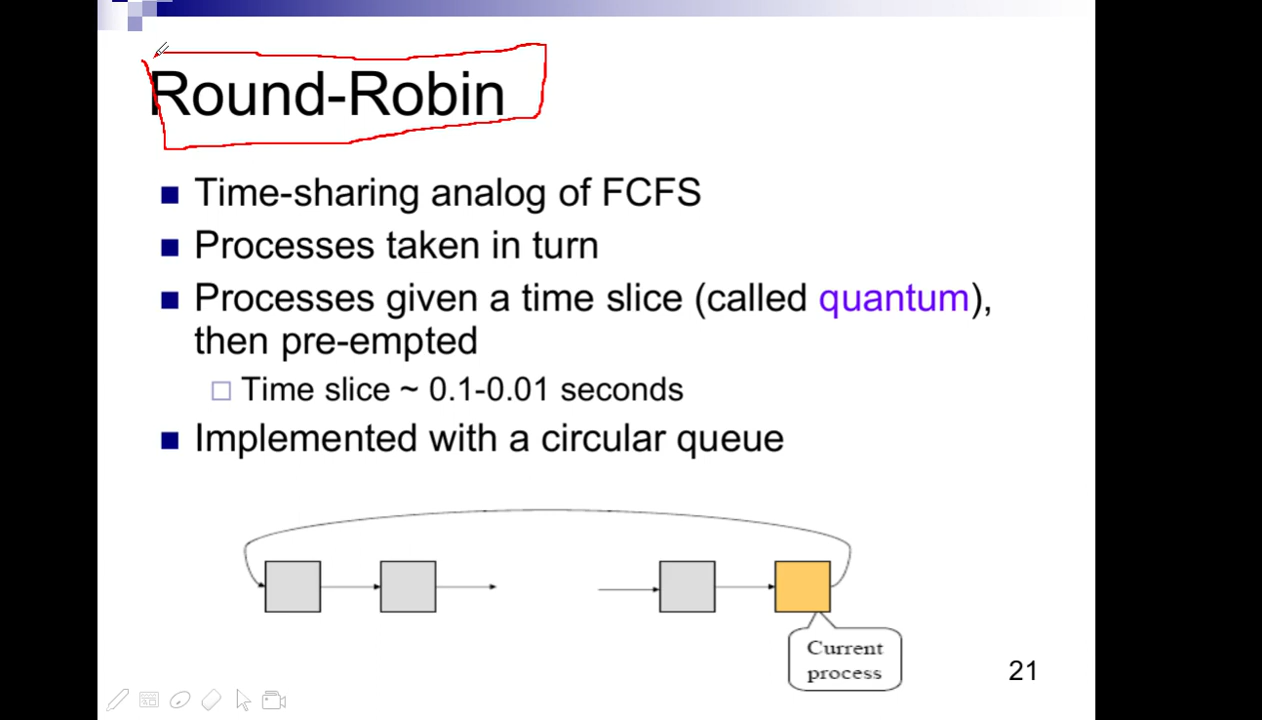 Round-Robin
Time-sharing analog of FCFS
Processes taken in turn
Processes given a time slice (called quantum),
then pre-empted
Time slice ~ 0.1-0.01 seconds
Implemented with a circular queue
Current
process
21